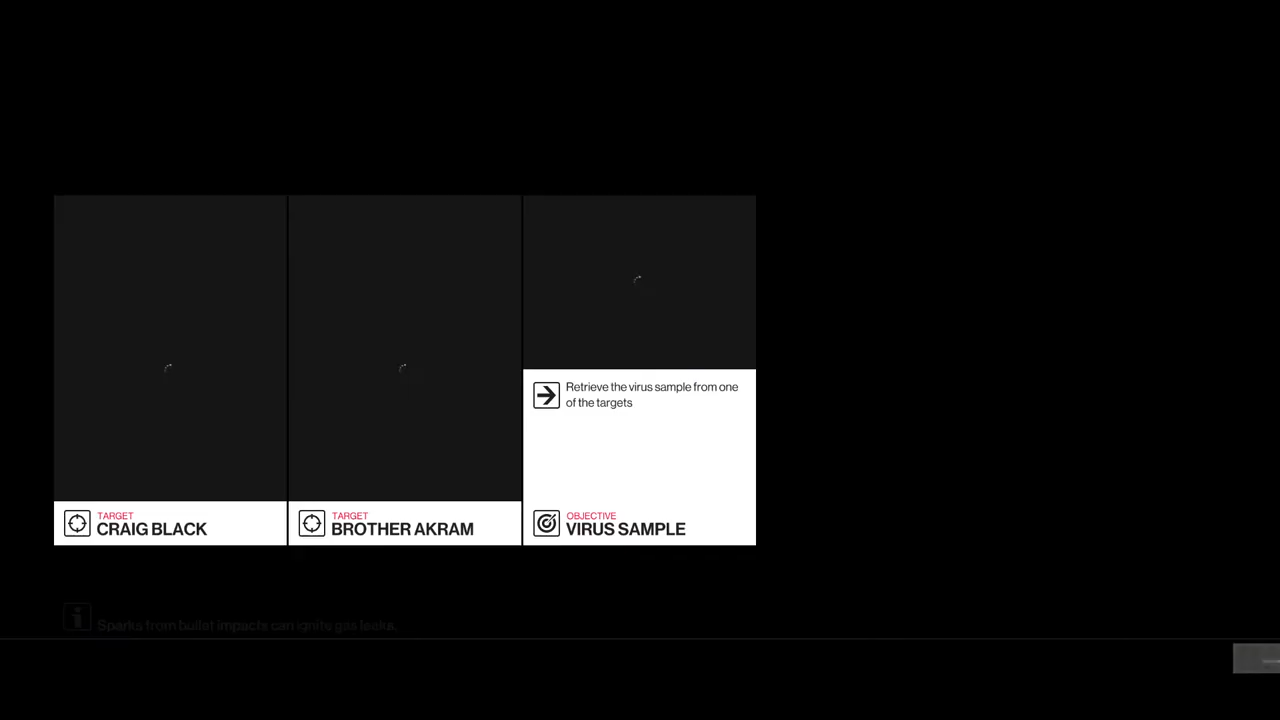 Retrieve the virus sample from one
of the targets
TARGET
CRAIG BLACK
TARGET
BROTHER AKRAM
OBJECTIVE
VIRUS SAMPLE
Sparks from bullet impacts can ignite gas leaks.